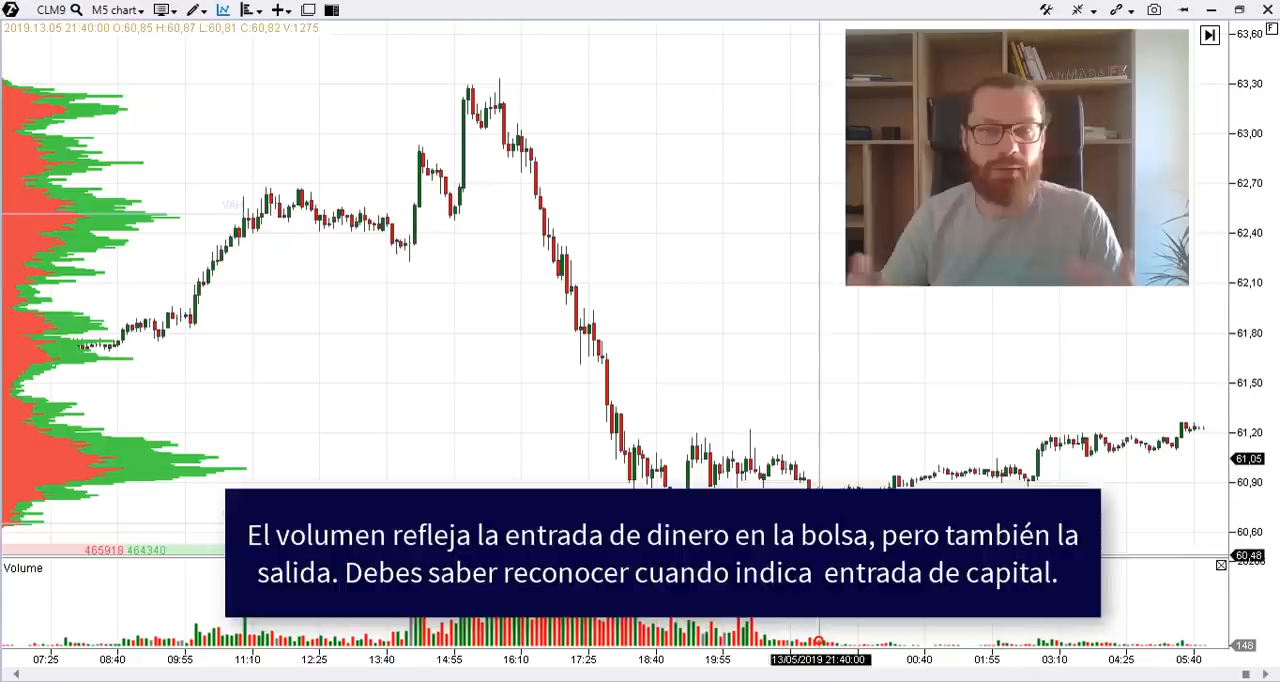 CLM9
M5 chart
2019.13.05 21:40:00 O:60,85 H:60,87 L:60,81 C:60,82 V:1275
F
63,60
63,30
63,00
VAH
62,70
62,40
62,10
61,80
61,50
61,20
61,05
60,90
60,60
60,48
465918 464340
El volumen refleja la entrada de dinero en la bolsa, pero también la
salida. Debes saber reconocer cuando indica entrada de capital.
Volume
148
07:25 08:40 09:55 11:10 12:25 13:40 14:55 16:10 17:25 18:40 19:55 13/05/2019 21:40:00 00:40 01:55 03:10 04:25 05:40